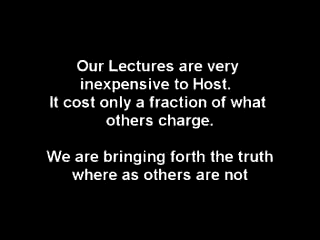 Our Lectures are very
inexpensive to Host.
It cost only a fraction of what
others charge.
We are bringing forth the truth
where as others are not